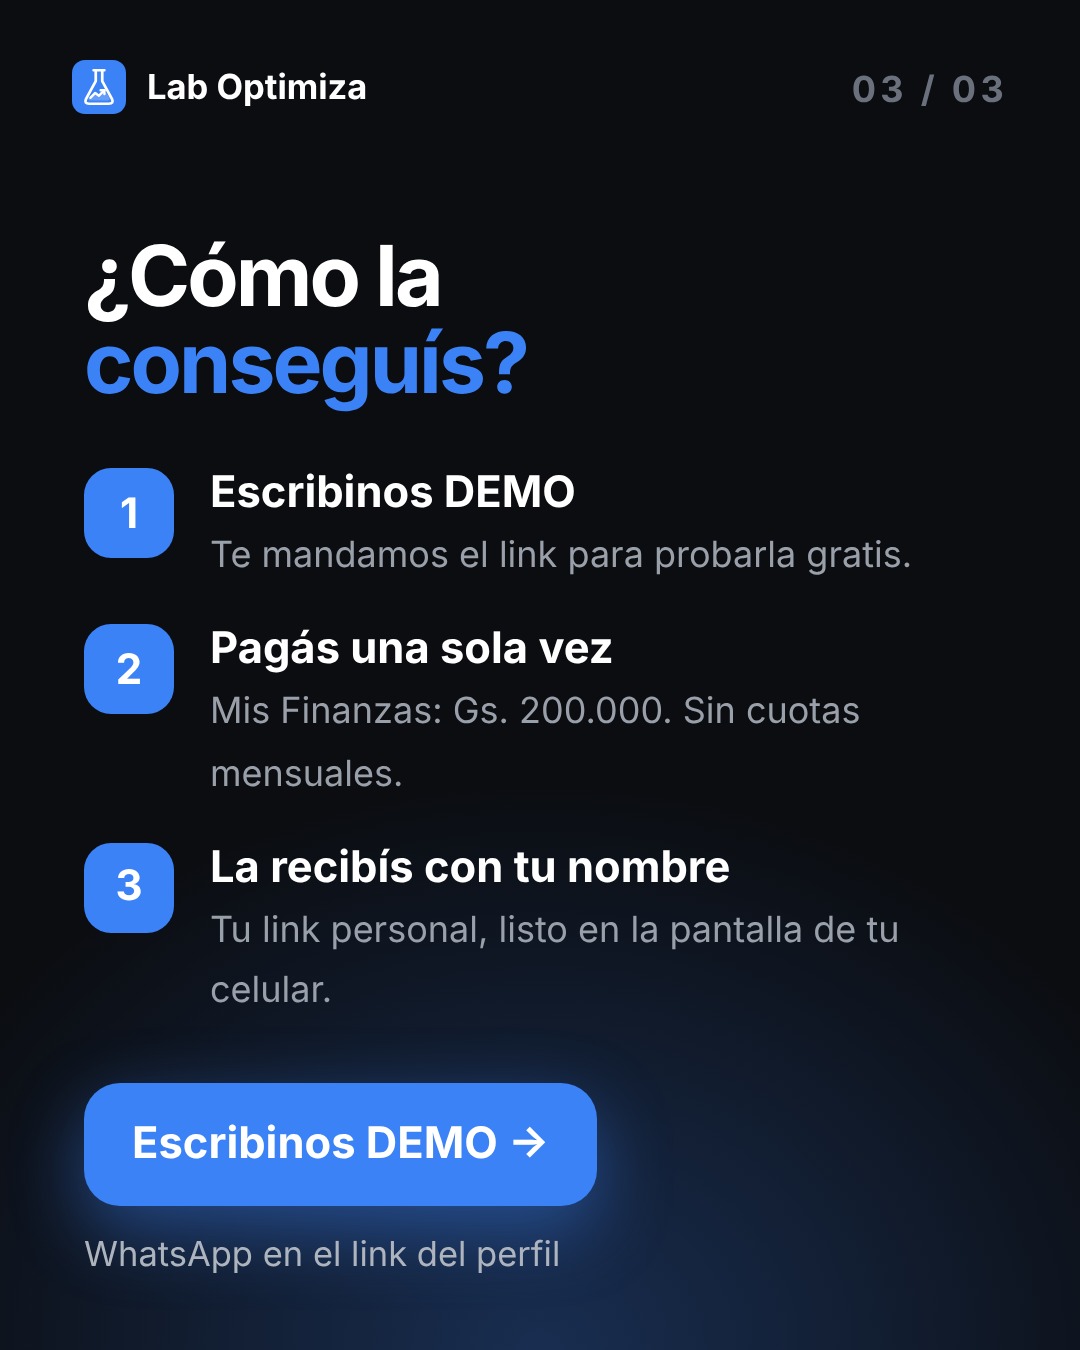 Lab Optimiza
03 / 03
¿Cómo la
conseguís?
1
Escribinos DEMO
Te mandamos el link para probarla gratis.
2
Pagás una sola vez
Mis Finanzas: Gs. 200.000. Sin cuotas
mensuales.
3
La recibís con tu nombre
Tu link personal, listo en la pantalla de tu
celular.
Escribinos DEMO →
WhatsApp en el link del perfil